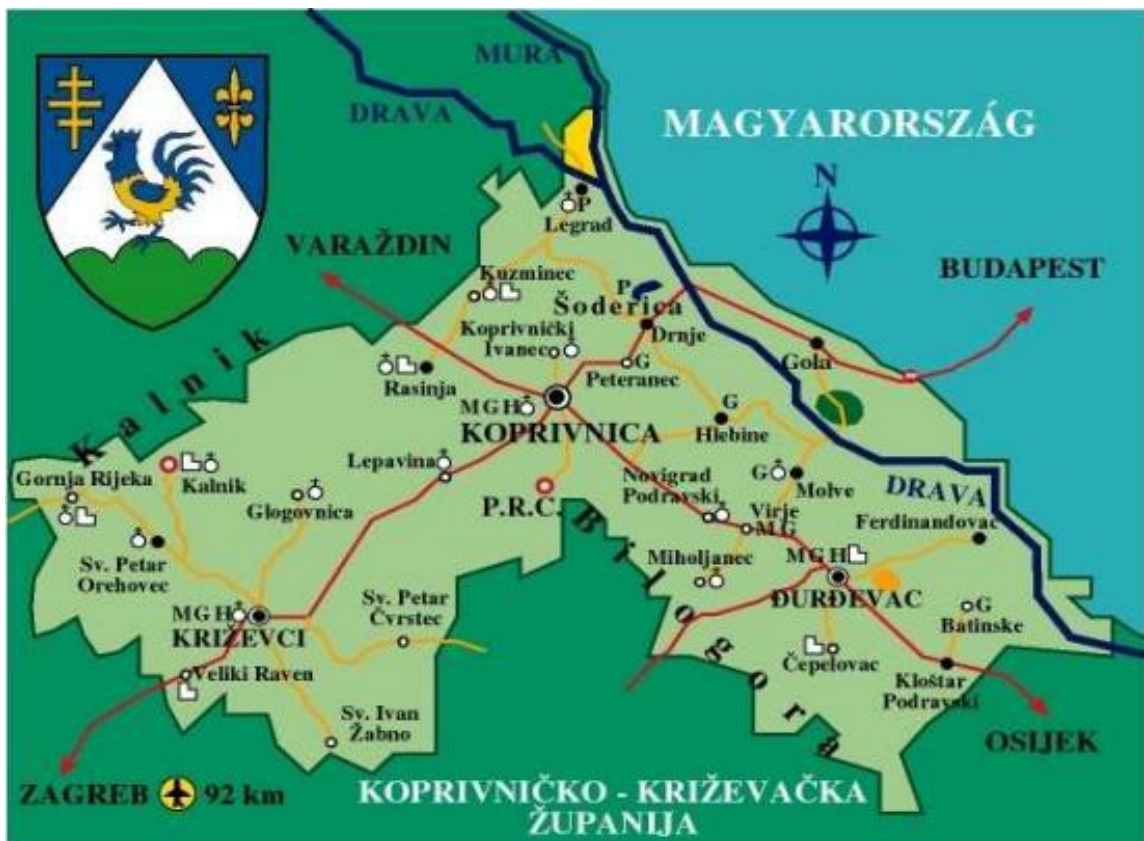 MURA
DRAVA
MAGYARORSZÁG
N
P
Legrad
VARAŽDIN
BUDAPEST
Kuzminec
P
Šoderica
Koprivnički
Ivanec
Drnje
Gola
G
Peteranec
Rasinja
Kalnik
M G H
KOPRIVNICA
G
Hlebine
Lepavina
Gornja Rijeka
Kalnik
Glogovnica
P.R.C.
Novigrad
Podravski
G
Molve
DRAVA
Virje
M G
Ferdinandovac
Bilogora
Sv. Petar
Orehovec
Miholjanec
M G H
ĐURĐEVAC
M G H
KRIŽEVCI
Sv. Petar
Čvrstec
G
Batinske
Veliki Raven
Čepelovac
Kloštar
Podravski
Sv. Ivan
Žabno
OSIJEK
ZAGREB 92 km
KOPRIVNIČKO - KRIŽEVAČKA
ŽUPANIJA